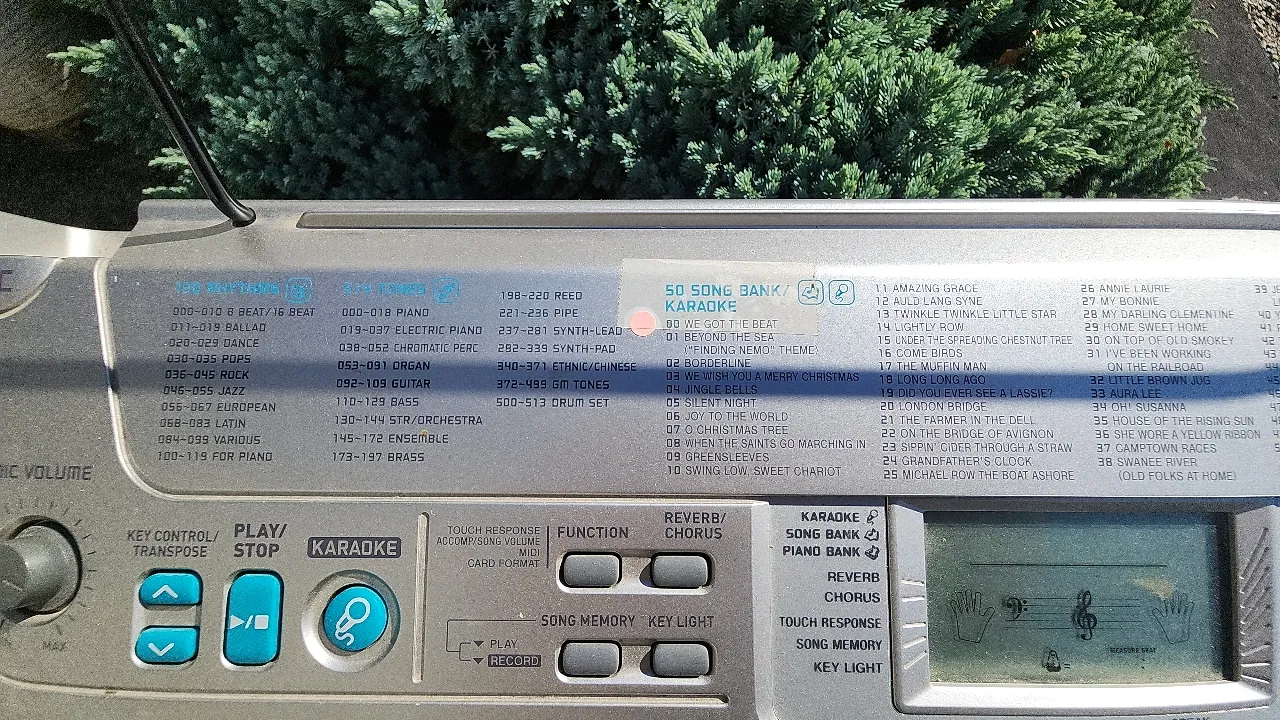 120 RHYTHMS
000-010 8 BEAT/16 BEAT
011-019 BALLAD
020-029 DANCE
030-035 POPS
036-045 ROCK
046-055 JAZZ
056-067 EUROPEAN
068-083 LATIN
084-099 VARIOUS
100-119 FOR PIANO
514 TONES
000-018 PIANO
019-037 ELECTRIC PIANO
038-052 CHROMATIC PERC
053-091 ORGAN
092-109 GUITAR
110-129 BASS
130-144 STR/ORCHESTRA
145-172 ENSEMBLE
173-197 BRASS
198-220 REED
221-236 PIPE
237-281 SYNTH-LEAD
282-339 SYNTH-PAD
340-371 ETHNIC/CHINESE
372-499 GM TONES
500-513 DRUM SET
50 SONG BANK/
KARAOKE
00 WE GOT THE BEAT
01 BEYOND THE SEA
("FINDING NEMO" THEME)
02 BORDERLINE
03 WE WISH YOU A MERRY CHRISTMAS
04 JINGLE BELLS
05 SILENT NIGHT
06 JOY TO THE WORLD
07 O CHRISTMAS TREE
08 WHEN THE SAINTS GO MARCHING IN
09 GREENSLEEVES
10 SWING LOW, SWEET CHARIOT
11 AMAZING GRACE
12 AULD LANG SYNE
13 TWINKLE TWINKLE LITTLE STAR
14 LIGHTLY ROW
15 UNDER THE SPREADING CHESTNUT TREE
16 COME BIRDS
17 THE MUFFIN MAN
18 LONG LONG AGO
19 DID YOU EVER SEE A LASSIE?
20 LONDON BRIDGE
21 THE FARMER IN THE DELL
22 ON THE BRIDGE OF AVIGNON
23 SIPPIN' CIDER THROUGH A STRAW
24 GRANDFATHER'S CLOCK
25 MICHAEL ROW THE BOAT ASHORE
26 ANNIE LAURIE
27 MY BONNIE
28 MY DARLING CLEMENTINE
29 HOME SWEET HOME
30 ON TOP OF OLD SMOKEY
31 I'VE BEEN WORKING
ON THE RAILROAD
32 LITTLE BROWN JUG
33 AURA LEE
34 OH! SUSANNA
35 HOUSE OF THE RISING SUN
36 SHE WORE A YELLOW RIBBON
37 CAMPTOWN RACES
38 SWANEE RIVER
(OLD FOLKS AT HOME)
39 JE
40
41
42
IC VOLUME
MAX
KEY CONTROL/
TRANSPOSE
PLAY/
STOP
KARAOKE
TOUCH RESPONSE
ACCOMP/SONG VOLUME
MIDI
CARD FORMAT
FUNCTION
REVERB/
CHORUS
SONG MEMORY
KEY LIGHT
PLAY
RECORD
KARAOKE
SONG BANK
PIANO BANK
REVERB
CHORUS
TOUCH RESPONSE
SONG MEMORY
KEY LIGHT
MEASURE BEAT